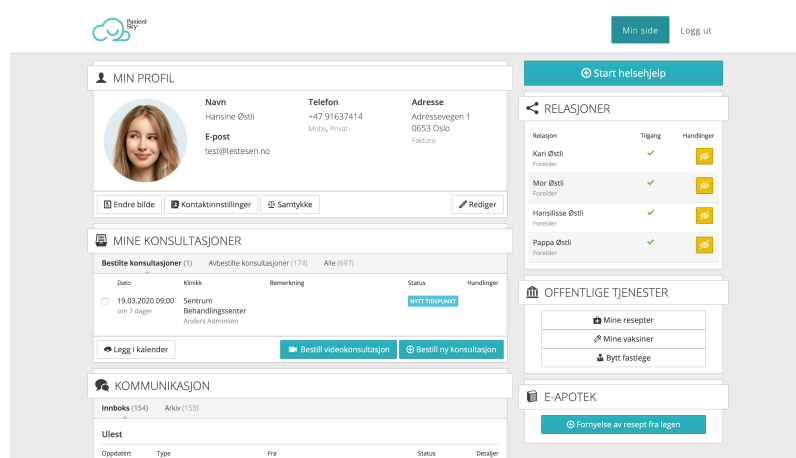 Pasient
Sky
Min side
Logg ut
MIN PROFIL
Navn
Hansine Østli
E-post
test@testesen.no
Telefon
+47 91637414
Mobil, Privat
Adresse
Adressevegen 1
0653 Oslo
Faktura
Endre bilde
Kontaktinnstillinger
Samtykke
Rediger
MINE KONSULTASJONER
Bestilte konsultasjoner (1) Avbestilte konsultasjoner (174) Alle (697)
Dato Klinikk Bemerkning Status Handlinger
19.03.2020 09:00 Sentrum NYTT TIDSPUNKT
om 7 dager Behandlingssenter
Anders Adminsen
Legg i kalender
Bestill videokonsultasjon
Bestill ny konsultasjon
KOMMUNIKASJON
Innboks (154) Arkiv (153)
Ulest
Oppdatert Type Fra Status Detaljer
Start helsehjelp
RELASJONER
Relasjon Tilgang Handlinger
Kari Østli
Forelder
Mor Østli
Forelder
Hansilisse Østli
Forelder
Pappa Østli
Forelder
OFFENTLIGE TJENESTER
Mine resepter
Mine vaksiner
Bytt fastlege
E-APOTEK
Fornyelse av resept fra legen